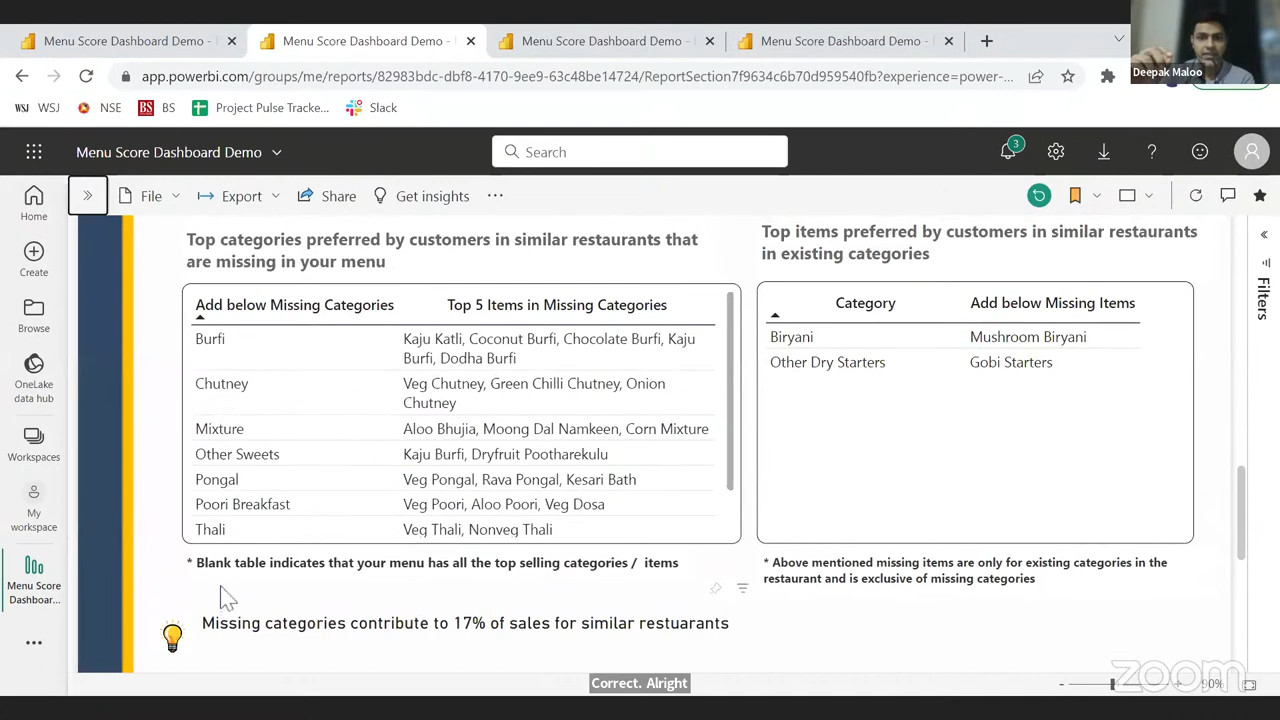 Menu Score Dashboard Demo -
Menu Score Dashboard Demo -
Menu Score Dashboard Demo -
Menu Score Dashboard Demo -
Deepak Maloo
app.powerbi.com/groups/me/reports/82983bdc-dbf8-4170-9ee9-63c48be14724/ReportSection7f9634c6b70d959540fb?experience=power-...
WSJ WSJ NSE BS BS Project Pulse Tracke... Slack
Menu Score Dashboard Demo
Search
3
File Export Share Get insights ...
Home
Create
Browse
OneLake
data hub
Workspaces
My
workspace
Menu Score
Dashboar...
Top categories preferred by customers in similar restaurants that
are missing in your menu
Add below Missing Categories Top 5 Items in Missing Categories
Burfi Kaju Katli, Coconut Burfi, Chocolate Burfi, Kaju
Burfi, Dodha Burfi
Chutney Veg Chutney, Green Chilli Chutney, Onion
Chutney
Mixture Aloo Bhujia, Moong Dal Namkeen, Corn Mixture
Other Sweets Kaju Burfi, Dryfruit Pootharekulu
Pongal Veg Pongal, Rava Pongal, Kesari Bath
Poori Breakfast Veg Poori, Aloo Poori, Veg Dosa
Thali Veg Thali, Nonveg Thali
* Blank table indicates that your menu has all the top selling categories / items
Top items preferred by customers in similar restaurants
in existing categories
Category Add below Missing Items
Biryani Mushroom Biryani
Other Dry Starters Gobi Starters
* Above mentioned missing items are only for existing categories in the
restaurant and is exclusive of missing categories
Filters
Missing categories contribute to 17% of sales for similar restuarants
Correct. Alright
zoom
90%